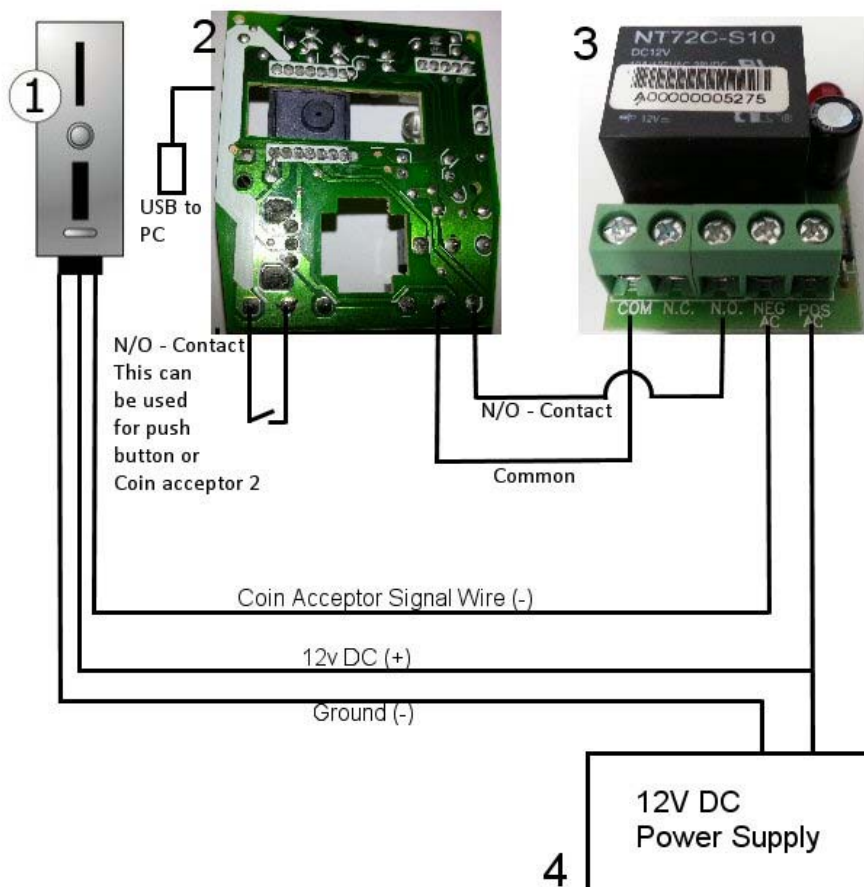 1
2
3
NT72C-S10
DC12V
A00000005275
12V
COM N.C. N.O. NEG POS
AC AC
USB to
PC
N/O - Contact
This can
be used
for push
button or
Coin acceptor 2
N/O - Contact
Common
Coin Acceptor Signal Wire (-)
12v DC (+)
Ground (-)
12V DC
Power Supply
4